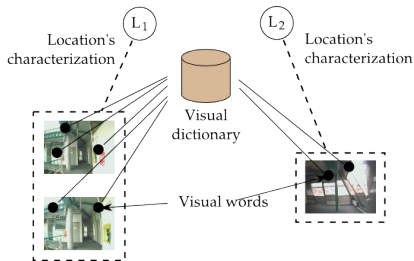 L1
Location's
characterization
L2
Location's
characterization
Visual
dictionary
Visual words